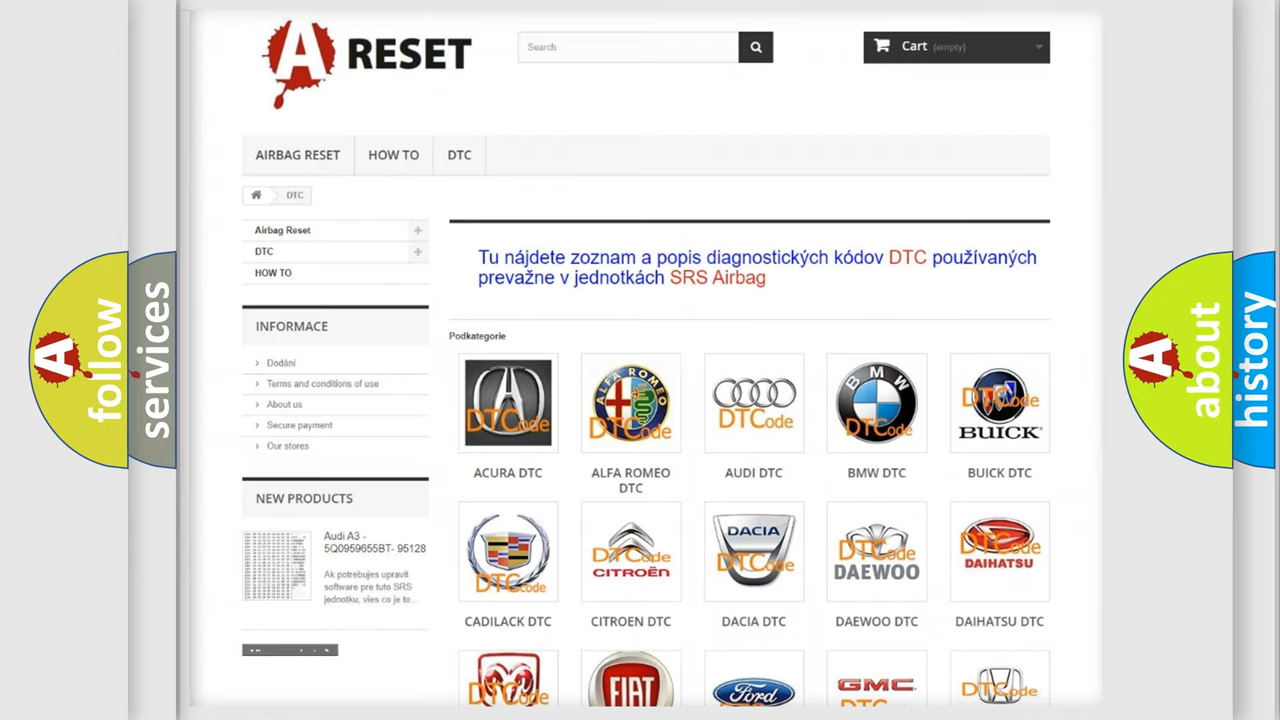 A RESET
Search
Cart (empty)
AIRBAG RESET
HOW TO
DTC
DTC
Airbag Reset
DTC
HOW TO
Tu nájdete zoznam a popis diagnostických kódov DTC používaných
prevažne v jednotkách SRS Airbag
INFORMACE
Dodání
Terms and conditions of use
About us
Secure payment
Our stores
Podkategorie
DTCode
ALFA ROMEO
DTCode
DTCode
BMW
DTCode
DTCode
BUICK
ACURA DTC
ALFA ROMEO
DTC
AUDI DTC
BMW DTC
BUICK DTC
NEW PRODUCTS
Audi A3 -
5Q0959655BT- 95128
Ak potrebujes upravit
software pre tuto SRS
jednotku, vies co je to...
DTCode
DTCode
CITROËN
DACIA
DTCode
DTCode
DAEWOO
DTCode
DAIHATSU
CADILACK DTC
CITROEN DTC
DACIA DTC
DAEWOO DTC
DAIHATSU DTC
DTCode
FIAT
Ford
GMC
DTCode
A follow
services
A about
history